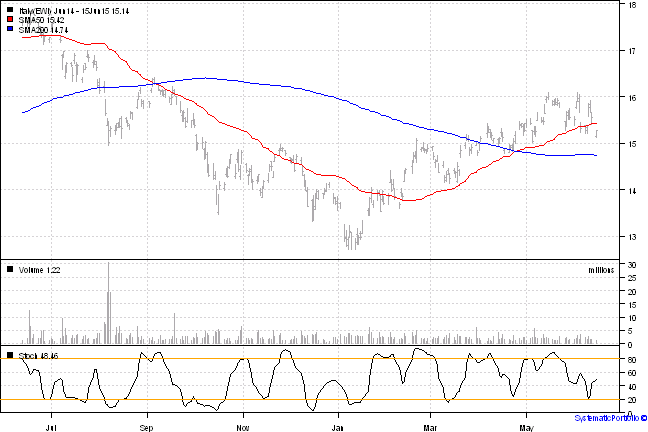 Italy(EWI) Jun14 - 15Jun15 15.14
SMA50 15.42
SMA200 14.74
18
17
16
15
14
13
Volume 1.22
millions
30
25
20
15
10
5
0
Stoch 48.46
80
60
40
20
0
Jul Sep Nov Jan Mar May
SystematicPortfolio ©